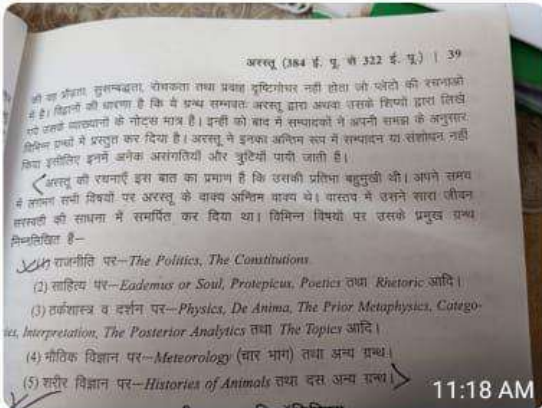 अरस्तू (384 ई. पू. से 322 ई. पू.) | 39
की वह प्रौढ़ता, सुसम्बद्धता, रोचकता तथा प्रवाह दृष्टिगोचर नहीं होता जो प्लेटो की रचनाओं
में है। विद्वानों की धारणा है कि ये ग्रन्थ सम्भवतः अरस्तू द्वारा अथवा उसके शिष्यों द्वारा लिखे
गये उसके व्याख्यानों के नोट्स मात्र है। इन्हीं को बाद में सम्पादकों ने अपनी समझ के अनुसार
विभिन्न ग्रन्थों में प्रस्तुत कर दिया है। अरस्तू ने इनका अन्तिम रूप में सम्पादन या संशोधन नहीं
किया इसीलिए इनमें अनेक असंगतियाँ और त्रुटियाँ पायी जाती हैं।
अरस्तू की रचनाएँ इस बात का प्रमाण हैं कि उसकी प्रतिभा बहुमुखी थी। अपने समय
में लगभग सभी विषयों पर अरस्तू के वाक्य अन्तिम वाक्य थे। वास्तव में उसने सारा जीवन
सरस्वती की साधना में समर्पित कर दिया था। विभिन्न विषयों पर उसके प्रमुख ग्रन्थ
निम्नलिखित हैं—
राजनीति पर—The Politics, The Constitutions
(2) साहित्य पर—Eademus or Soul, Protepicus, Poetics तथा Rhetoric आदि।
(3) तर्कशास्त्र व दर्शन पर—Physics, De Anima, The Prior Metaphysics, Catego-
ries, Interpretation, The Posterior Analytics तथा The Topics आदि।
(4) भौतिक विज्ञान पर—Meteorology (चार भाग) तथा अन्य ग्रन्थ।
(5) शरीर विज्ञान पर—Histories of Animals तथा दस अन्य ग्रन्थ।
11:18 AM